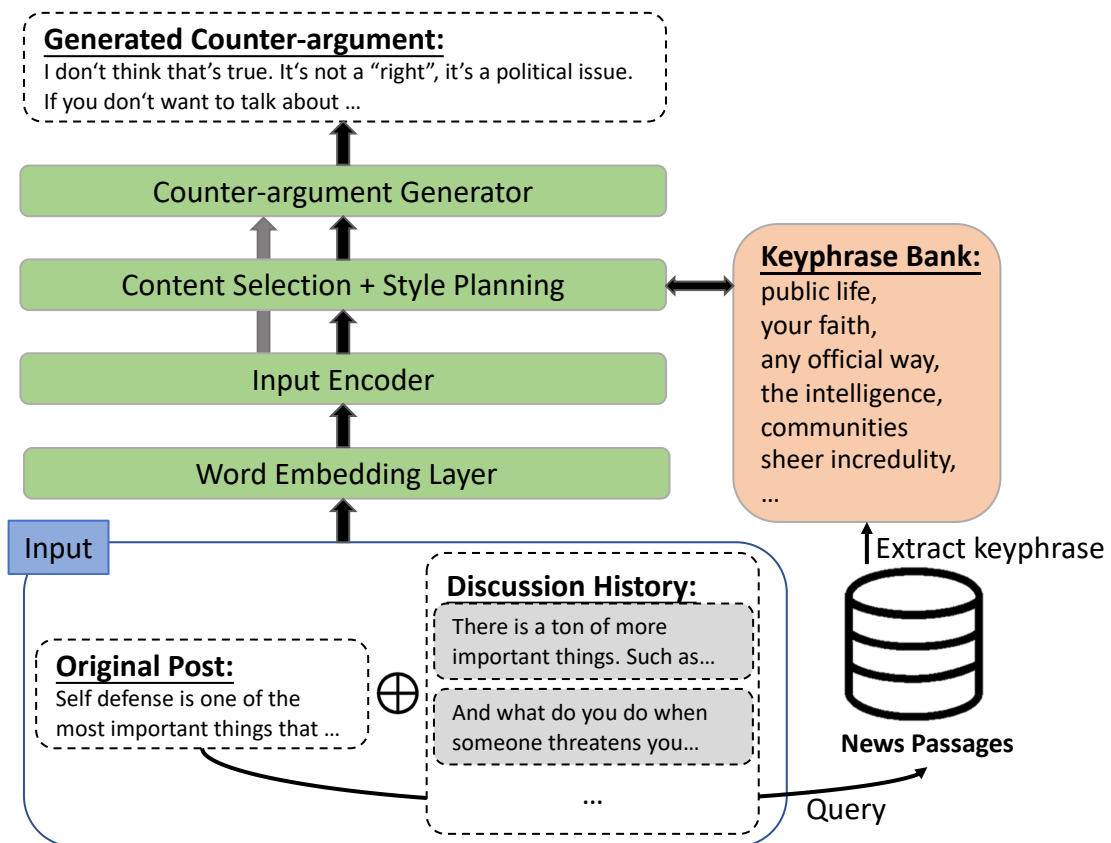 Generated Counter-argument:
I don‘t think that’s true. It‘s not a “right”, it’s a political issue.
If you don‘t want to talk about ...
Counter-argument Generator
Content Selection + Style Planning
Input Encoder
Word Embedding Layer
Keyphrase Bank:
public life,
your faith,
any official way,
the intelligence,
communities
sheer incredulity,
...
Extract keyphrase
News Passages
Query
Input
Original Post:
Self defense is one of the
most important things that ...
Discussion History:
There is a ton of more
important things. Such as...
And what do you do when
someone threatens you...
...